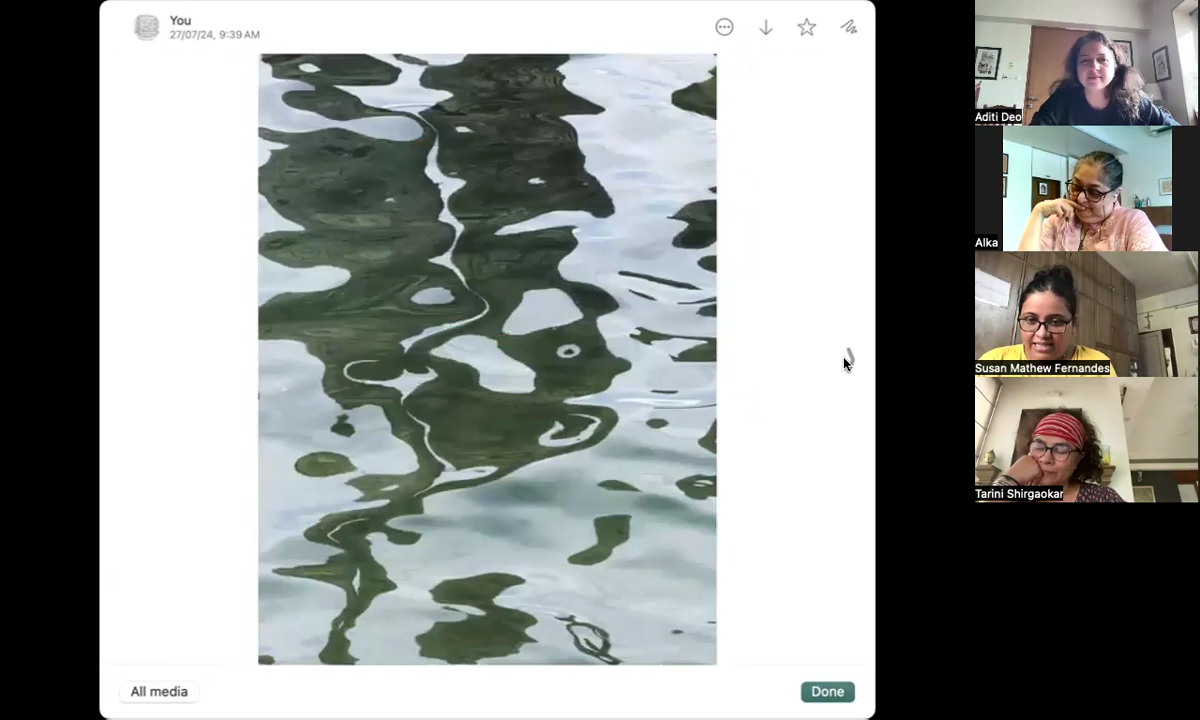 You
27/07/24, 9:39 AM
All media
Done
Aditi Deo
Alka
Susan Mathew Fernandes
Tarini Shirgaokar